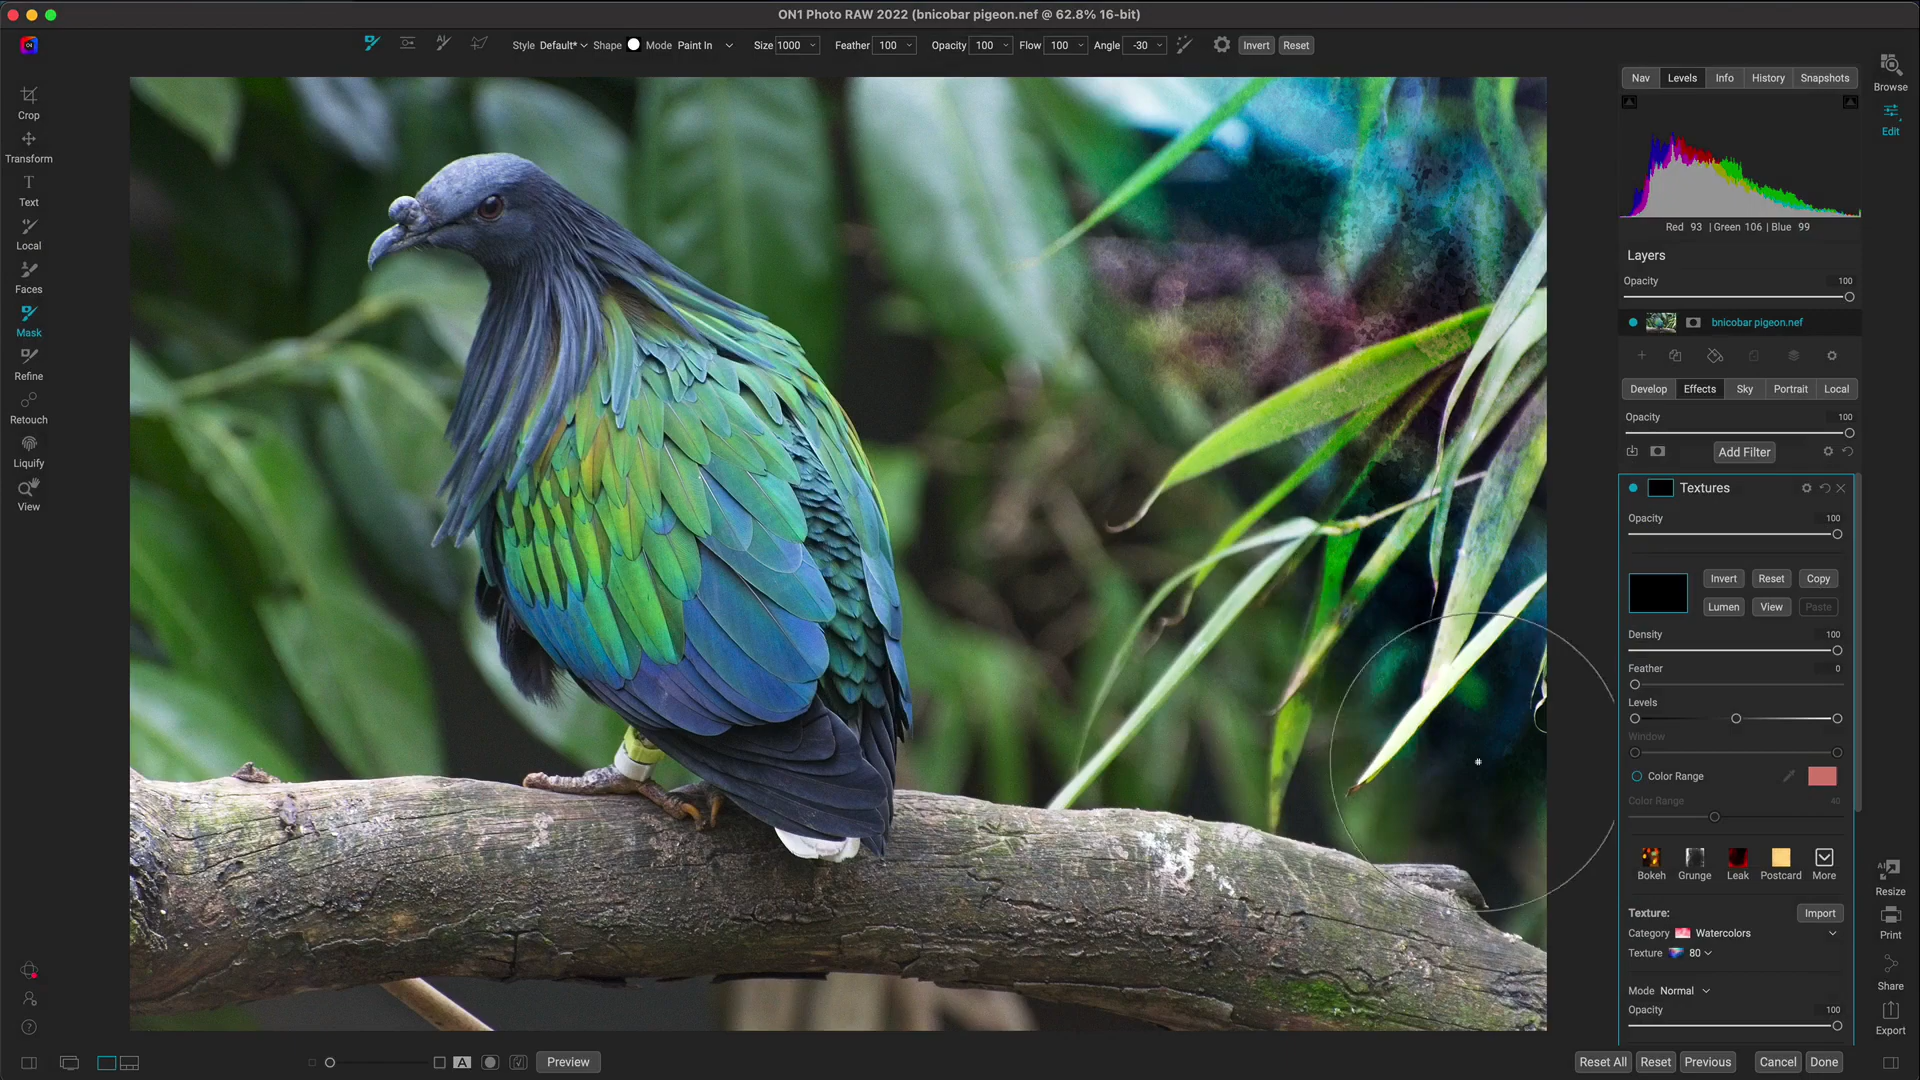 ON1 Photo RAW 2022 (bnicobar pigeon.nef @ 62.8% 16-bit)
Style Default* Shape Mode Paint In Size 1000 Feather 100 Opacity 100 Flow 100 Angle -30 Invert Reset
Crop
Transform
Text
Local
Faces
Mask
Refine
Retouch
Liquify
View
Nav Levels Info History Snapshots
Red 93 | Green 106 | Blue 99
Layers
Opacity 100
bnicobar pigeon.nef
Develop Effects Sky Portrait Local
Opacity 100
Add Filter
Textures
Opacity 100
Invert Reset Copy
Lumen View Paste
Density 100
Feather 0
Levels
Window
Color Range
Color Range 40
Bokeh Grunge Leak Postcard More
Texture: Import
Category Watercolors
Texture 80
Mode Normal
Opacity 100
Browse
Edit
Resize
Print
Share
Export
A Preview
Reset All Reset Previous Cancel Done